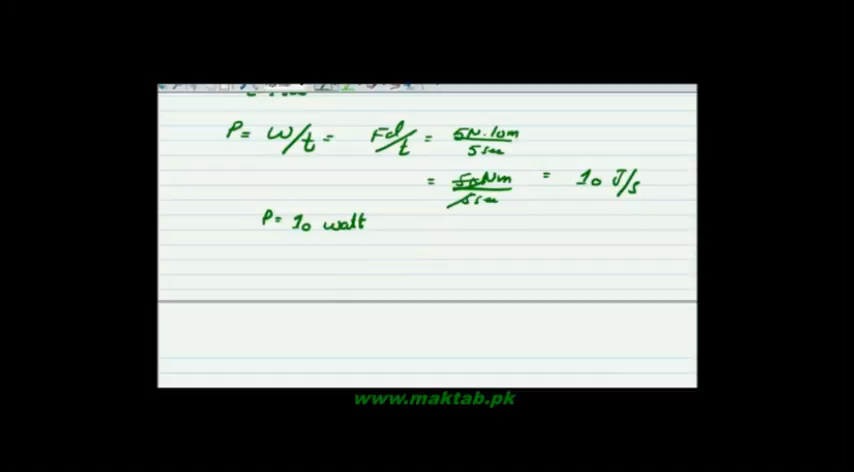 P = W/t = Fd/t = 5N.10m/5sec
= 50Nm/5sec = 10 J/s
P = 10 watt
www.maktab.pk